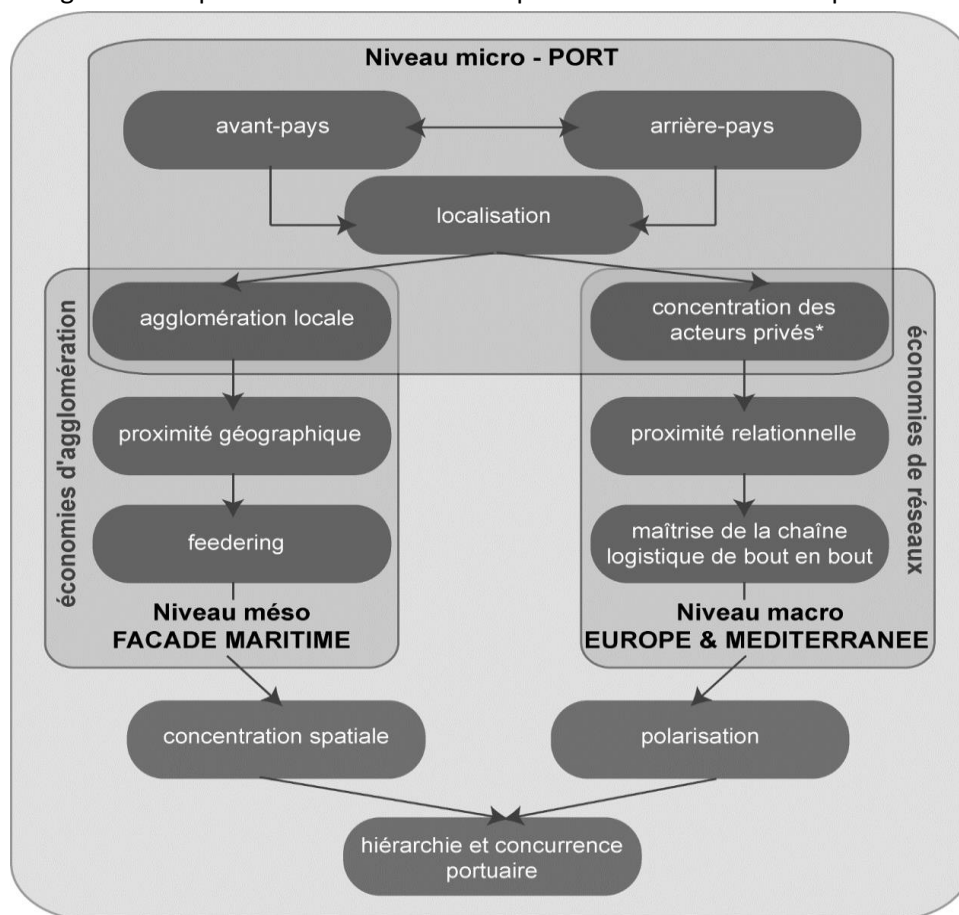 Niveau micro - PORT
avant-pays
arrière-pays
localisation
agglomération locale
concentration des
acteurs privés*
économies d'agglomération
économies de réseaux
proximité géographique
proximité relationnelle
feedering
maîtrise de la chaîne
logistique de bout en bout
Niveau méso
FACADE MARITIME
Niveau macro
EUROPE & MEDITERRANEE
concentration spatiale
polarisation
hiérarchie et concurrence
portuaire